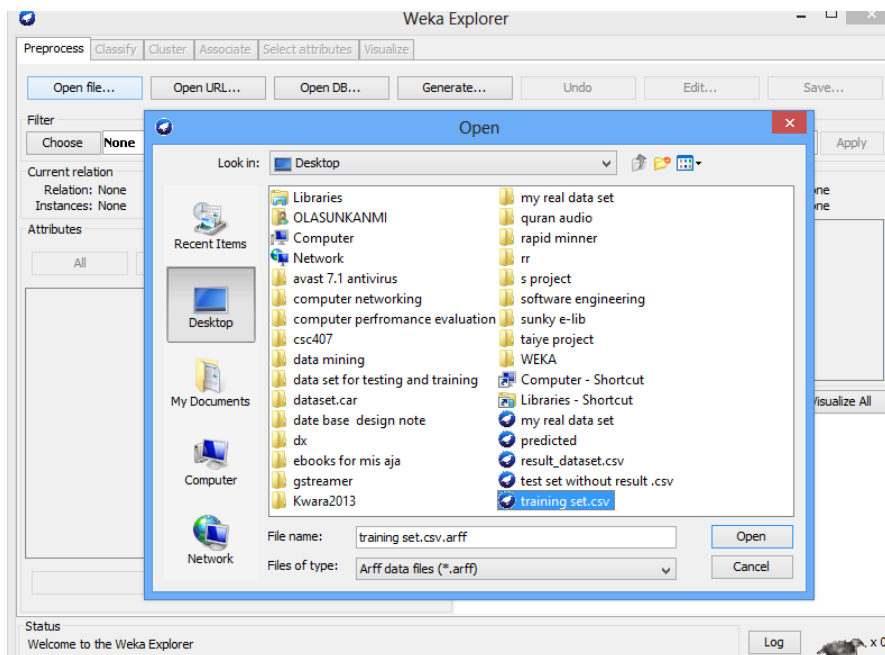 Weka Explorer
Preprocess Classify Cluster Associate Select attributes Visualize
Open file... Open URL... Open DB... Generate... Undo Edit... Save...
Filter
Choose None Apply
Current relation
Relation: None
Instances: None
Attributes
All
Open
Look in: Desktop
Recent Items
Desktop
My Documents
Computer
Network
Libraries
OLASUNKANMI
Computer
Network
avast 7.1 antivirus
computer networking
computer perfromance evaluation
csc407
data mining
data set for testing and training
dataset.car
date base design note
dx
ebooks for mis aja
gstreamer
Kwara2013
my real data set
quran audio
rapid minner
rr
s project
software engineering
sunky e-lib
taiye project
WEKA
Computer - Shortcut
Libraries - Shortcut
my real data set
predicted
result_dataset.csv
test set without result .csv
training set.csv
File name: training set.csv.arff Open
Files of type: Arff data files (*.arff) Cancel
Visualize All
Status
Welcome to the Weka Explorer
Log x 0